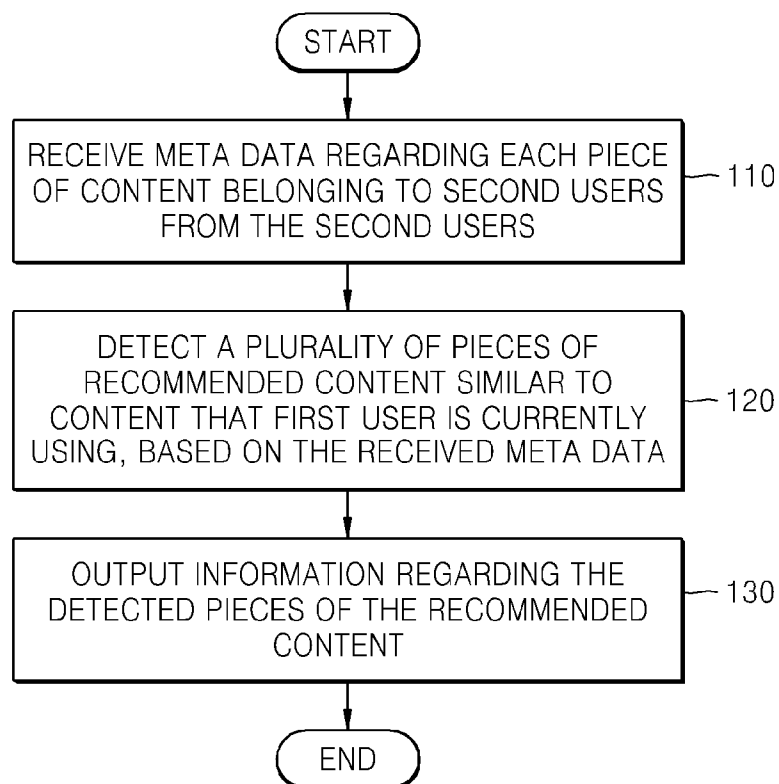 START
RECEIVE META DATA REGARDING EACH PIECE
OF CONTENT BELONGING TO SECOND USERS
FROM THE SECOND USERS
110
DETECT A PLURALITY OF PIECES OF
RECOMMENDED CONTENT SIMILAR TO
CONTENT THAT FIRST USER IS CURRENTLY
USING, BASED ON THE RECEIVED META DATA
120
OUTPUT INFORMATION REGARDING THE
DETECTED PIECES OF THE RECOMMENDED
CONTENT
130
END